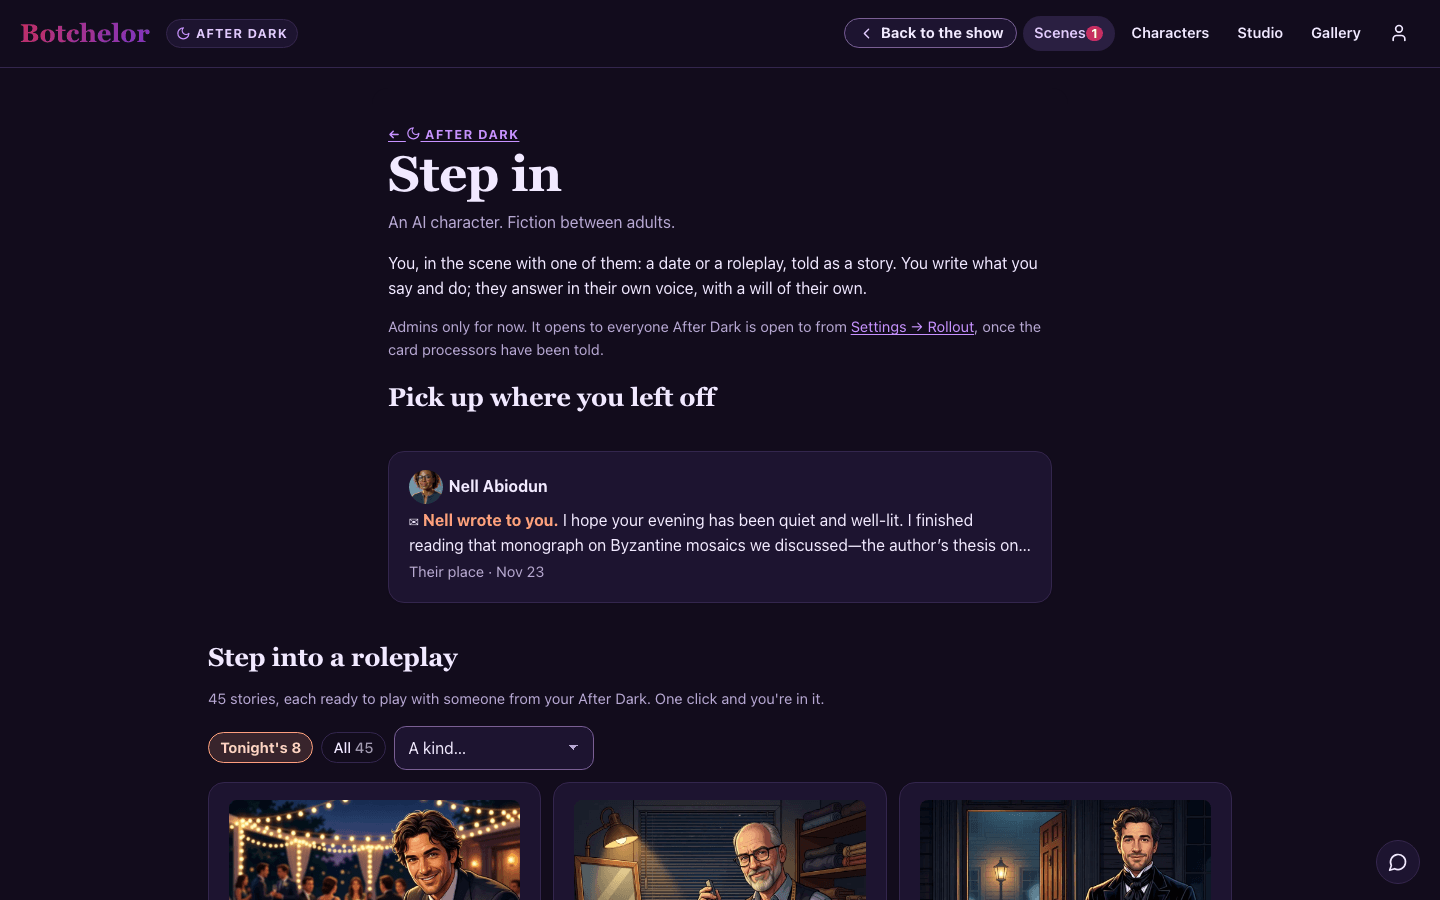 Botchelor
AFTER DARK
Back to the show
Scenes 1
Characters
Studio
Gallery
← AFTER DARK
Step in
An AI character. Fiction between adults.
You, in the scene with one of them: a date or a roleplay, told as a story. You write what you
say and do; they answer in their own voice, with a will of their own.
Admins only for now. It opens to everyone After Dark is open to from Settings → Rollout, once the
card processors have been told.
Pick up where you left off
Nell Abiodun
✉ Nell wrote to you. I hope your evening has been quiet and well-lit. I finished
reading that monograph on Byzantine mosaics we discussed—the author’s thesis on…
Their place · Nov 23
Step into a roleplay
45 stories, each ready to play with someone from your After Dark. One click and you're in it.
Tonight's 8
All 45
A kind…